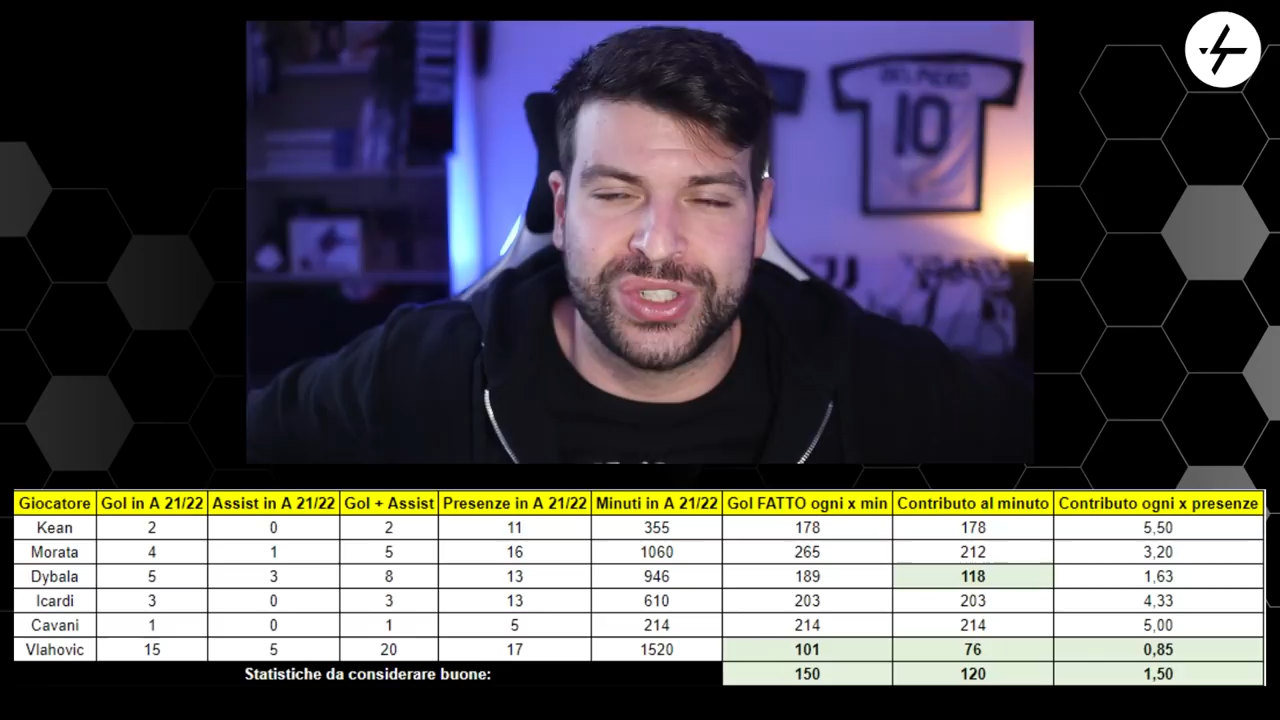 DEL PIERO
10
Giocatore Gol in A 21/22 Assist in A 21/22 Gol + Assist Presenze in A 21/22 Minuti in A 21/22 Gol FATTO ogni x min Contributo al minuto Contributo ogni x presenze
Kean 2 0 2 11 355 178 178 5,50
Morata 4 1 5 16 1060 265 212 3,20
Dybala 5 3 8 13 946 189 118 1,63
Icardi 3 0 3 13 610 203 203 4,33
Cavani 1 0 1 5 214 214 214 5,00
Vlahovic 15 5 20 17 1520 101 76 0,85
Statistiche da considerare buone: 150 120 1,50